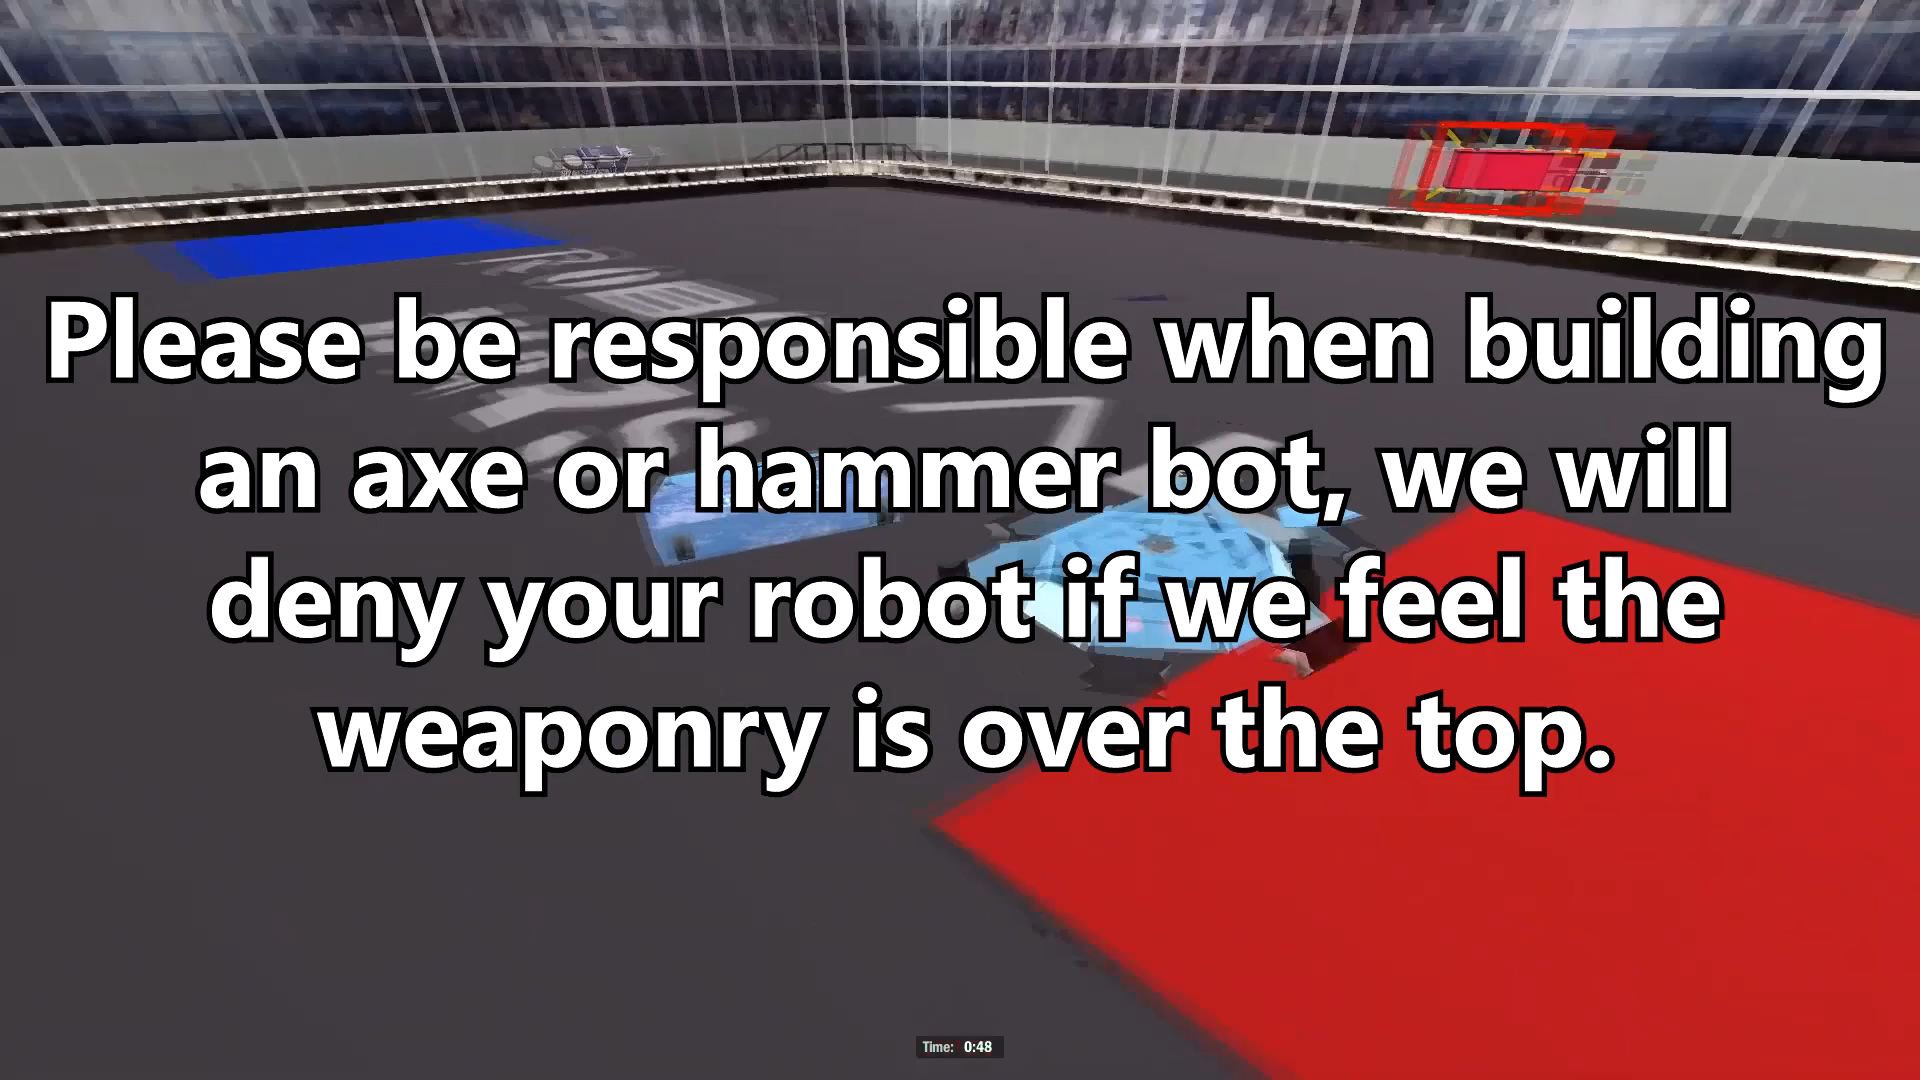 Please be responsible when building
an axe or hammer bot, we will
deny your robot if we feel the
weaponry is over the top.
Time: 0:48